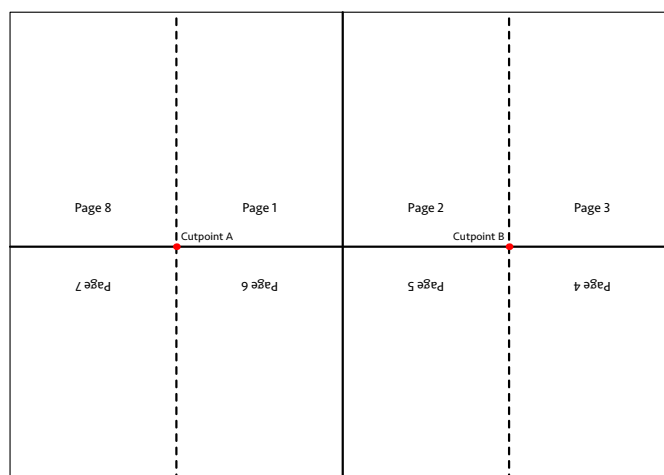 Page 8
Page 1
Page 2
Page 3
Cutpoint A
Cutpoint B
Page 7
Page 6
Page 5
Page 4